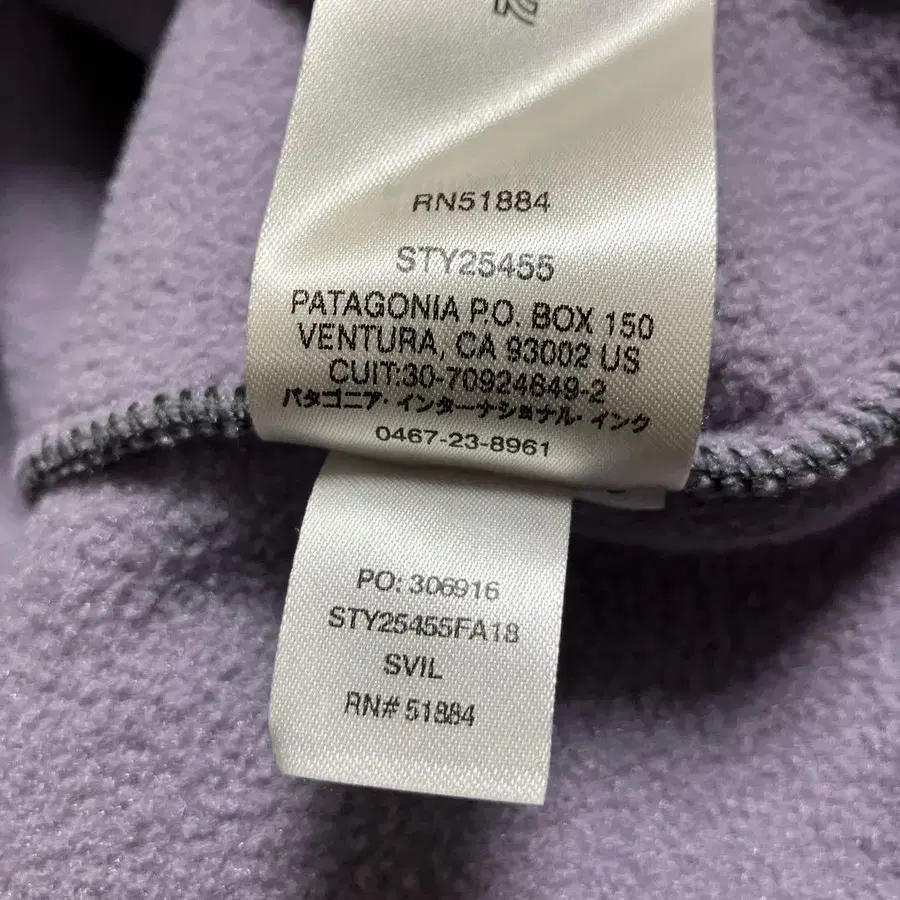 RN51884
STY25455
PATAGONIA P.O. BOX 150
VENTURA, CA 93002 US
CUIT:30-70924649-2
パタゴニア・インターナショナル・インク
0467-23-8961
PO: 306916
STY25455FA18
SVIL
RN# 51884